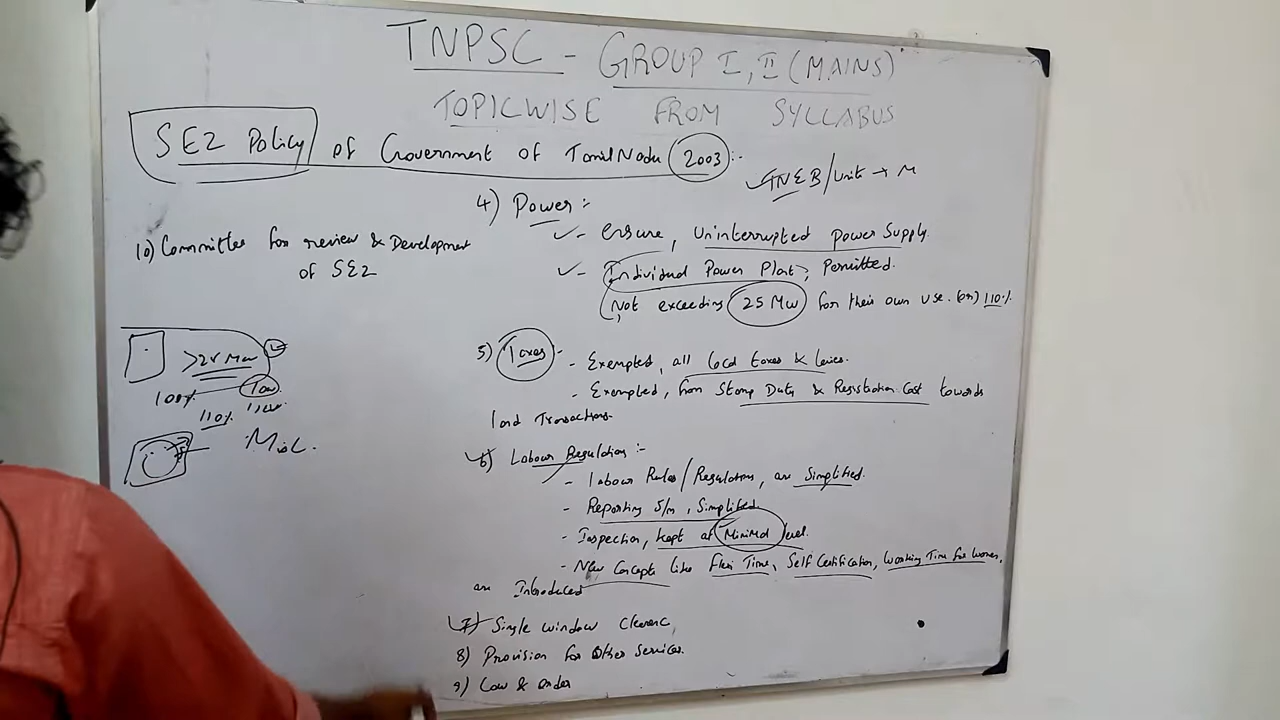 TNPSC - GROUP I, II (MAINS)
TOPICWISE FROM SYLLABUS
SEZ Policy of Government of TamilNadu 2003:-
TNEB/Unit → M
4) Power :-
- ensure, Uninterrupted Power Supply.
- Individual Power Plant, Permitted.
Not exceeding 25 MW for their own use. (or) 110%.
5) Taxes :-
- Exempted, all local taxes & levies.
- Exempted, from Stamp Duty & Registration Cost towards
land Transactions.
6) Labour Regulation :-
- Labour Rules/Regulations, are Simplified.
- Reporting S/m, Simplified.
- Inspection, kept at Minimal level.
- New Concepts like Flexi Time, Self Certification, Working Time for Women,
are Introduced
7) Single window Clearenc
8) Provision for Other Services.
9) Law & order
10) Committee for review & Development
of SEZ
>25 MW
100%
110%